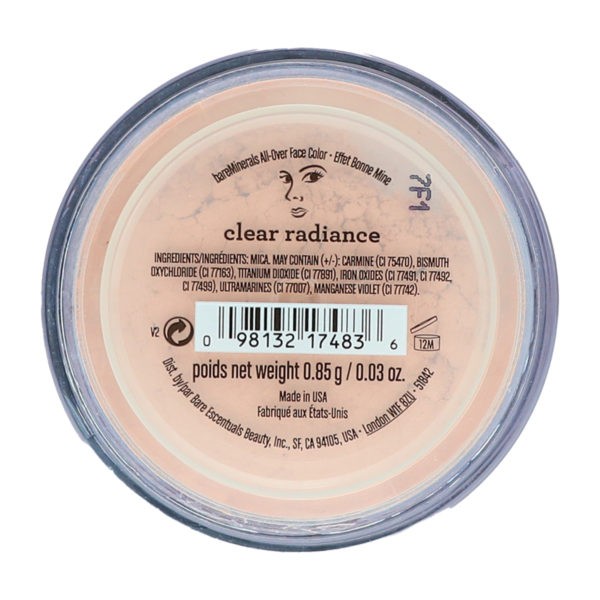 bareMinerals All-Over Face Color • Effet Bonne Mine
7F1
clear radiance
INGREDIENTS/INGRÉDIENTS: MICA. MAY CONTAIN (+/-): CARMINE (CI 75470), BISMUTH
OXYCHLORIDE (CI 77163), TITANIUM DIOXIDE (CI 77891), IRON OXIDES (CI 77491, CI 77492,
CI 77499), ULTRAMARINES (CI 77007), MANGANESE VIOLET (CI 77742).
V2
0 98132 17483 6
12M
poids net weight 0.85 g / 0.03 oz.
Made in USA
Fabriqué aux États-Unis
Dist. by/par Bare Escentuals Beauty, Inc., SF, CA 94105, USA • London W1F 8ZU • 51842